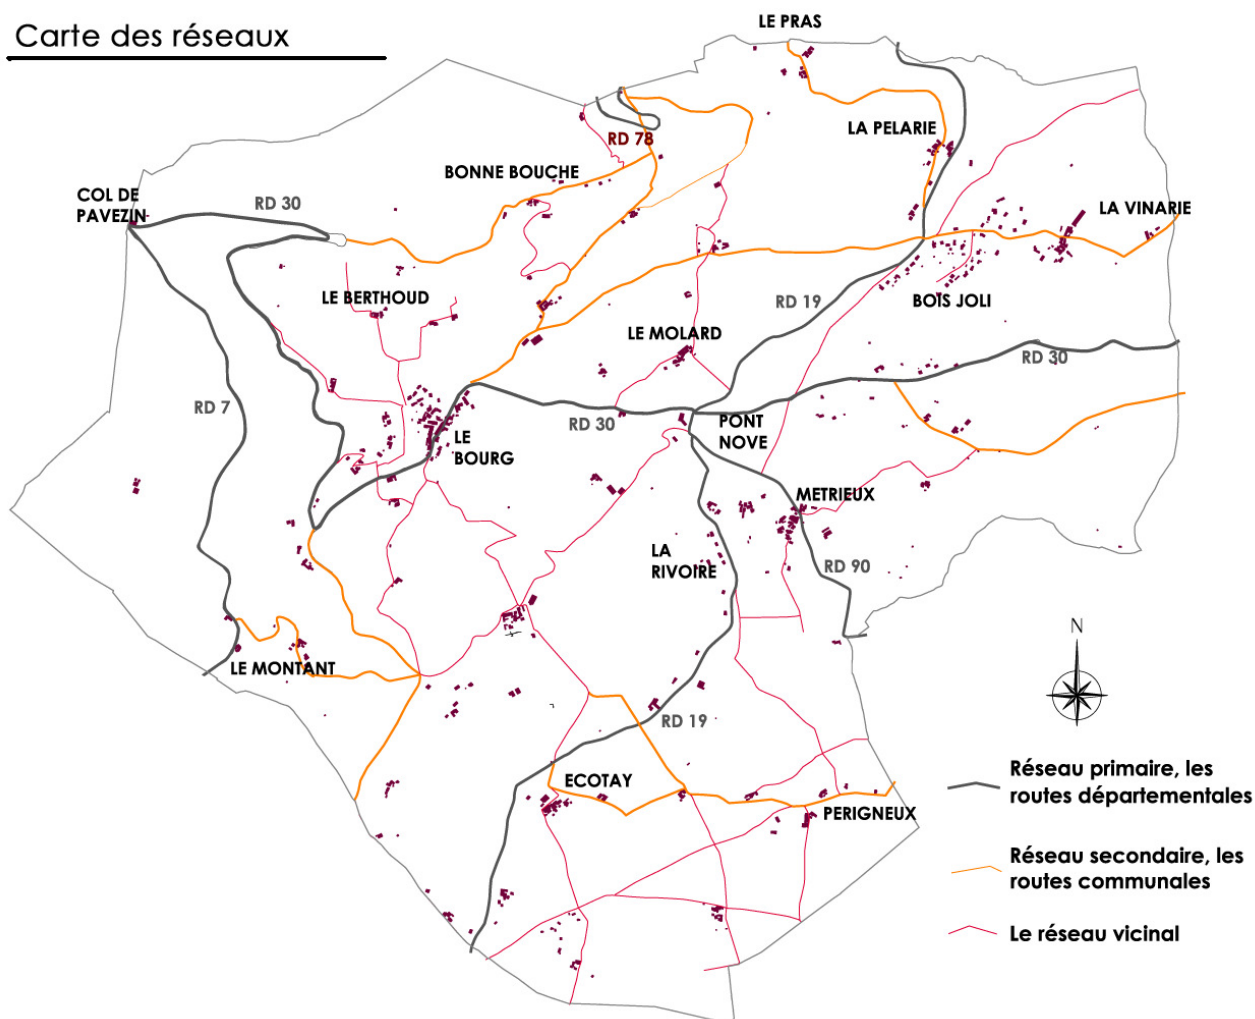 Carte des réseaux
LE PRAS
LA PELARIE
RD 78
BONNE BOUCHE
COL DE
PAVEZIN
RD 30
LA VINARIE
LE BERTHOUD
RD 19
BOIS JOLI
LE MOLARD
RD 30
RD 7
RD 30
PONT
NOVE
LE
BOURG
METRIEUX
LA
RIVOIRE
RD 90
LE MONTANT
N
RD 19
ECOTAY
PERIGNEUX
Réseau primaire, les
routes départementales
Réseau secondaire, les
routes communales
Le réseau vicinal